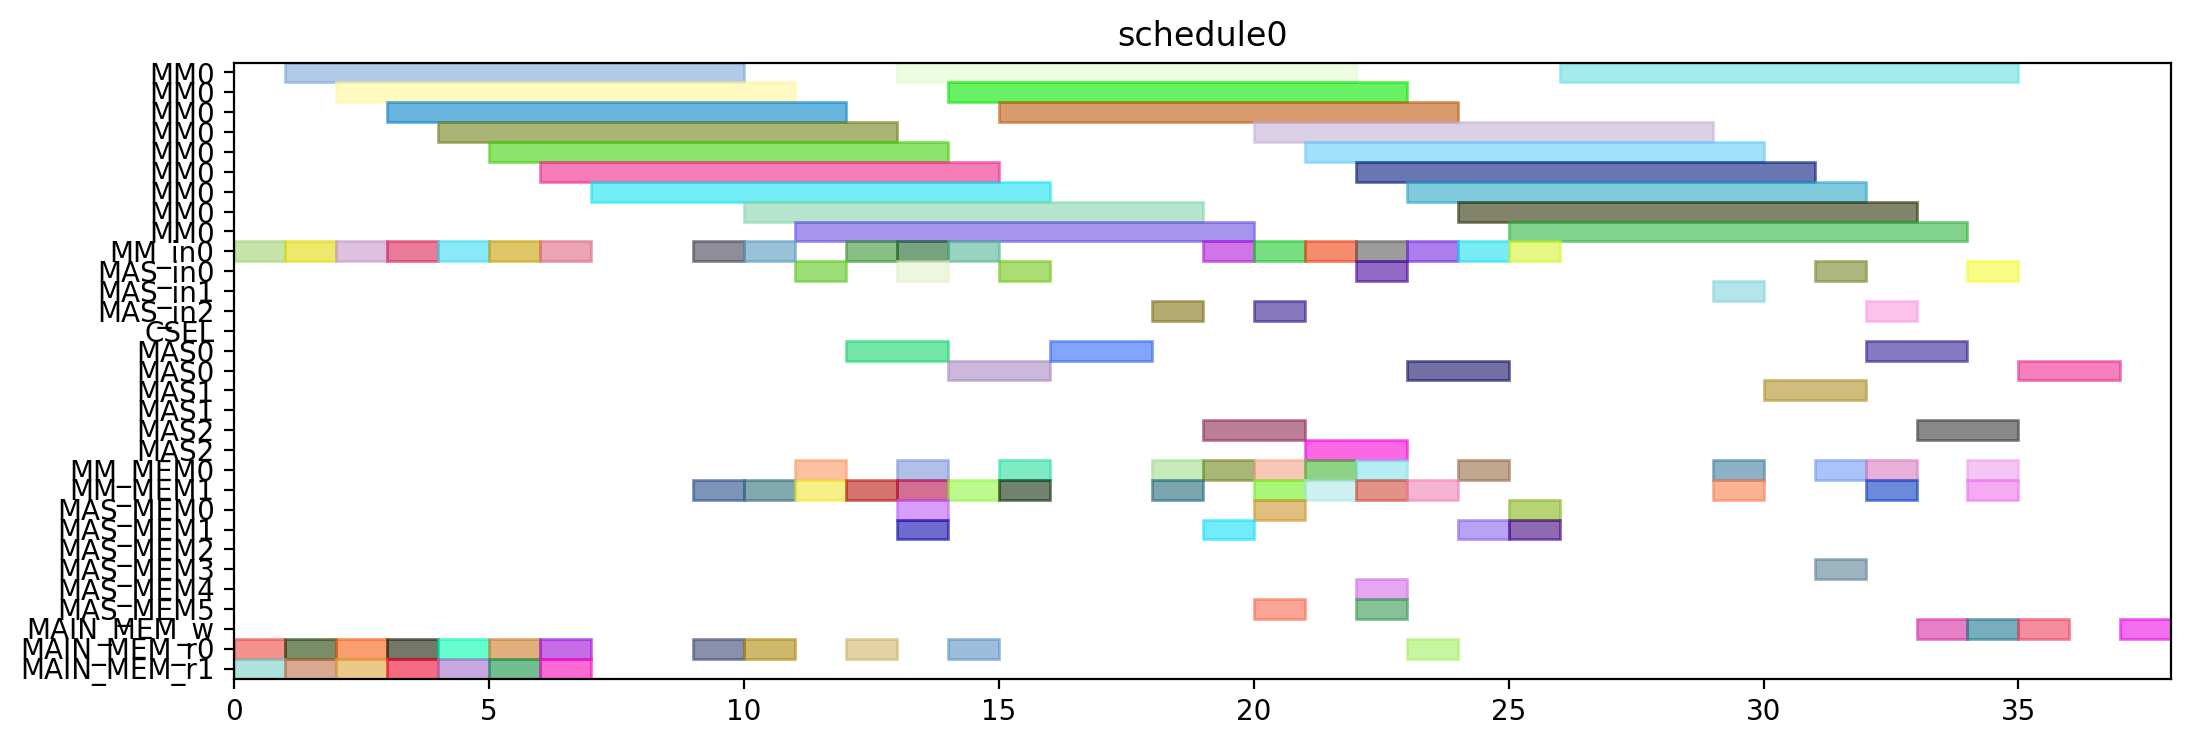 schedule0
MM0
MM0
MM0
MM0
MM0
MM0
MM0
MM0
MM0
MM_in0
MAS_in0
MAS_in1
MAS_in2
CSEL
MAS0
MAS0
MAS1
MAS1
MAS2
MAS2
MM_MEM0
MM_MEM1
MAS_MEM0
MAS_MEM1
MAS_MEM2
MAS_MEM3
MAS_MEM4
MAS_MEM5
MAIN_MEM_w
MAIN_MEM_r0
MAIN_MEM_r1
0 5 10 15 20 25 30 35